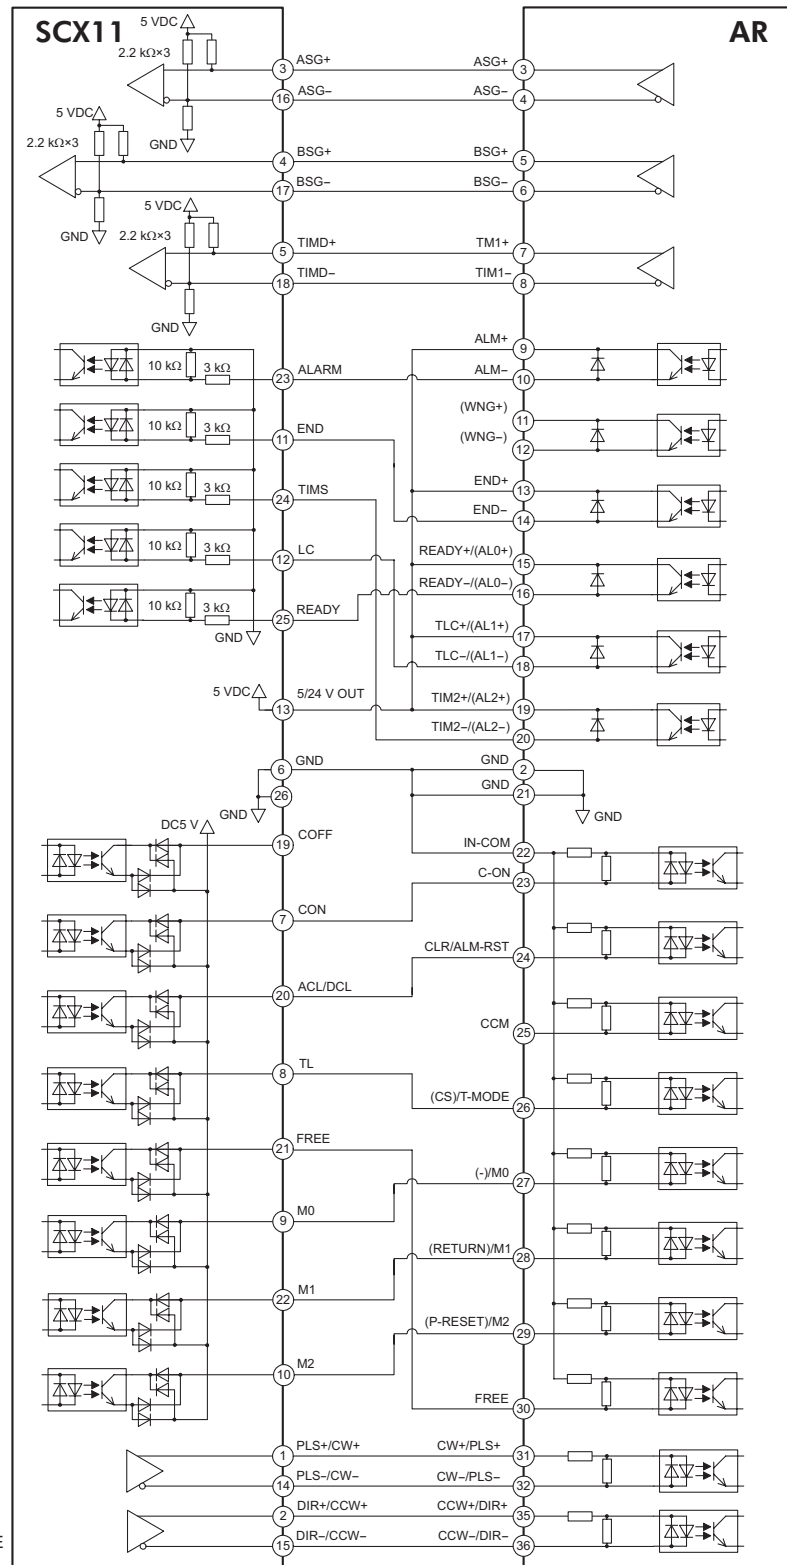 SCX11
AR
5 VDC
2.2 kΩ×3
3 ASG+ ASG+ 3
16 ASG− ASG− 4
GND
5 VDC
2.2 kΩ×3
4 BSG+ BSG+ 5
17 BSG− BSG− 6
GND
5 VDC
2.2 kΩ×3
5 TIMD+ TM1+ 7
18 TIMD− TIM1− 8
GND
ALM+ 9
10 kΩ 3 kΩ 23 ALARM ALM− 10
(WNG+) 11
10 kΩ 3 kΩ 11 END (WNG−) 12
END+ 13
10 kΩ 3 kΩ 24 TIMS END− 14
READY+/(AL0+) 15
10 kΩ 3 kΩ 12 LC READY−/(AL0−) 16
10 kΩ 3 kΩ 25 READY
GND
TLC+/(AL1+) 17
TLC−/(AL1−) 18
5 VDC 13 5/24 V OUT TIM2+/(AL2+) 19
TIM2−/(AL2−) 20
6 GND GND 2
26 GND 21
GND GND
DC5 V
19 COFF IN-COM 22
C-ON 23
7 CON
CLR/ALM-RST 24
20 ACL/DCL
CCM 25
8 TL
(CS)/T-MODE 26
21 FREE
(-)/M0 27
9 M0
(RETURN)/M1 28
22 M1
(P-RESET)/M2 29
10 M2
FREE 30
1 PLS+/CW+ CW+/PLS+ 31
14 PLS−/CW− CW−/PLS− 32
2 DIR+/CCW+ CCW+/DIR+ 35
15 DIR−/CCW− CCW−/DIR− 36
E